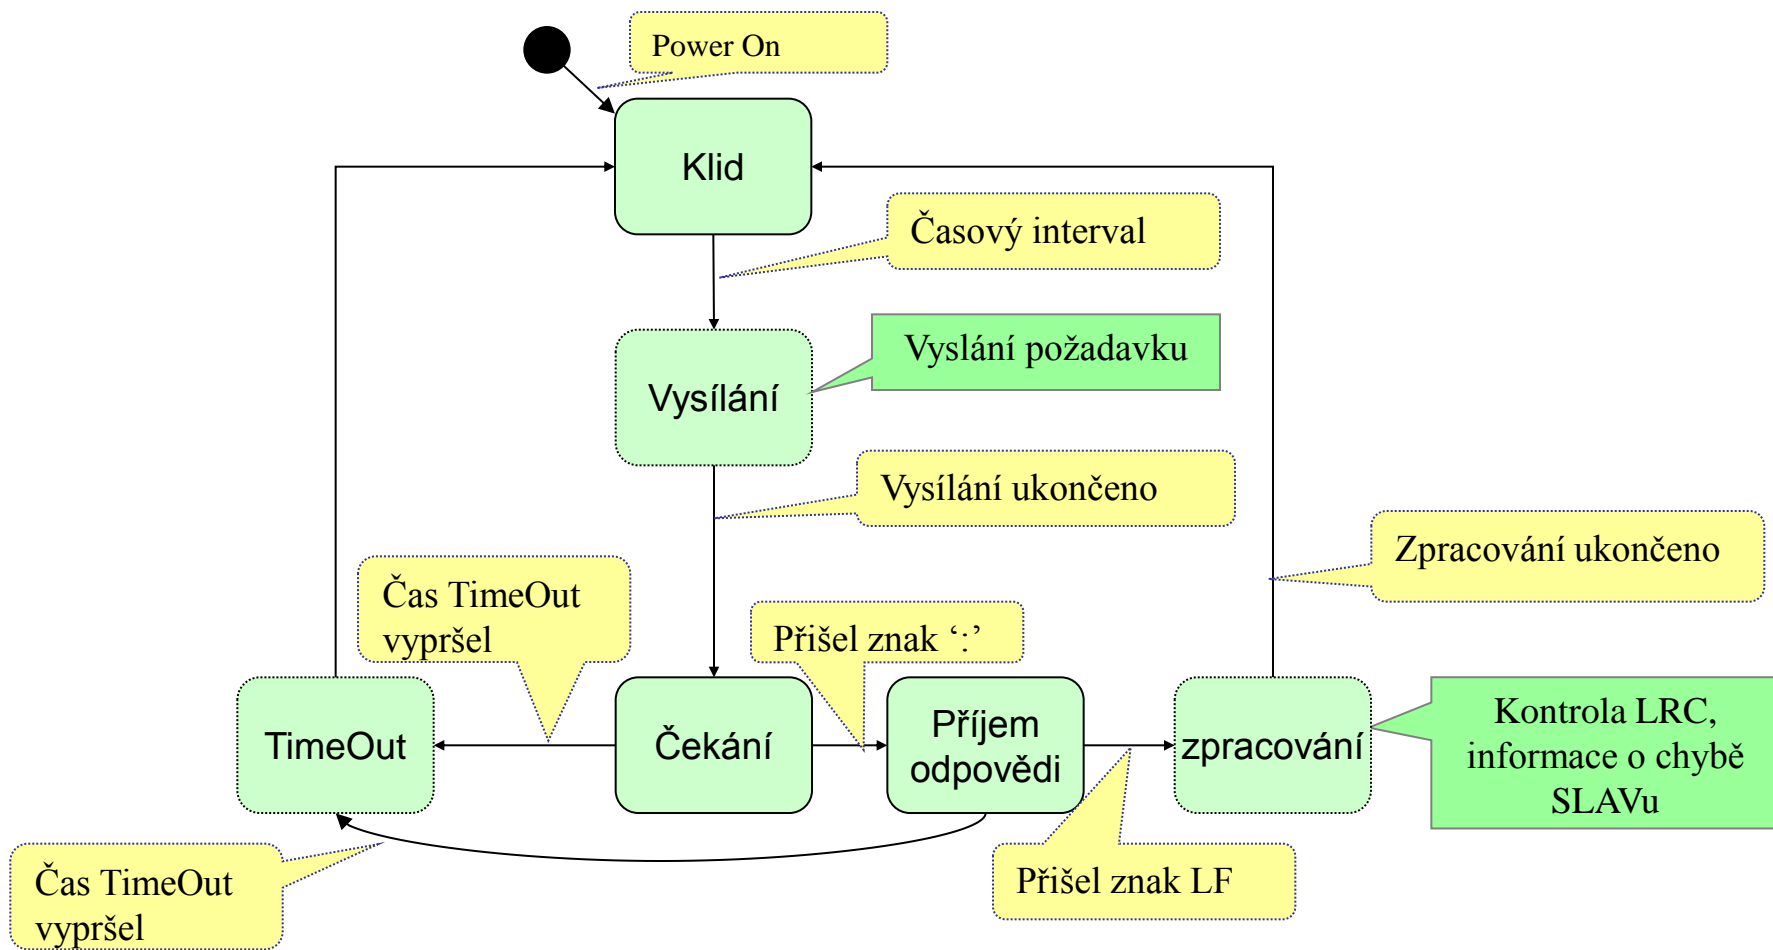 Power On
Klid
Časový interval
Vyslání požadavku
Vysílání
Vysílání ukončeno
Zpracování ukončeno
Čas TimeOut
vypršel
Přišel znak ‘:’
TimeOut
Čekání
Příjem
odpovědi
zpracování
Kontrola LRC,
informace o chybě
SLAVu
Čas TimeOut
vypršel
Přišel znak LF